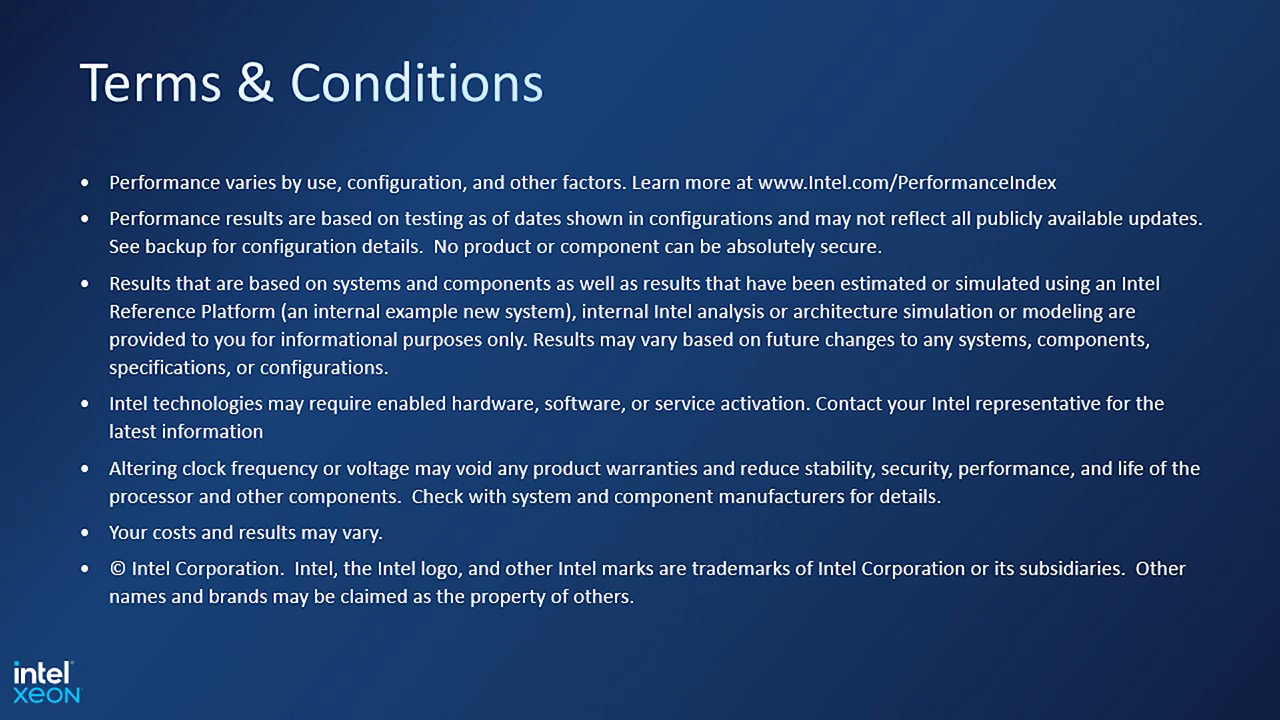 Terms & Conditions
• Performance varies by use, configuration, and other factors. Learn more at www.Intel.com/PerformanceIndex
• Performance results are based on testing as of dates shown in configurations and may not reflect all publicly available updates.
See backup for configuration details.  No product or component can be absolutely secure.
• Results that are based on systems and components as well as results that have been estimated or simulated using an Intel
Reference Platform (an internal example new system), internal Intel analysis or architecture simulation or modeling are
provided to you for informational purposes only. Results may vary based on future changes to any systems, components,
specifications, or configurations.
• Intel technologies may require enabled hardware, software, or service activation. Contact your Intel representative for the
latest information
• Altering clock frequency or voltage may void any product warranties and reduce stability, security, performance, and life of the
processor and other components.  Check with system and component manufacturers for details.
• Your costs and results may vary.
• © Intel Corporation.  Intel, the Intel logo, and other Intel marks are trademarks of Intel Corporation or its subsidiaries.  Other
names and brands may be claimed as the property of others.
intel
xeon